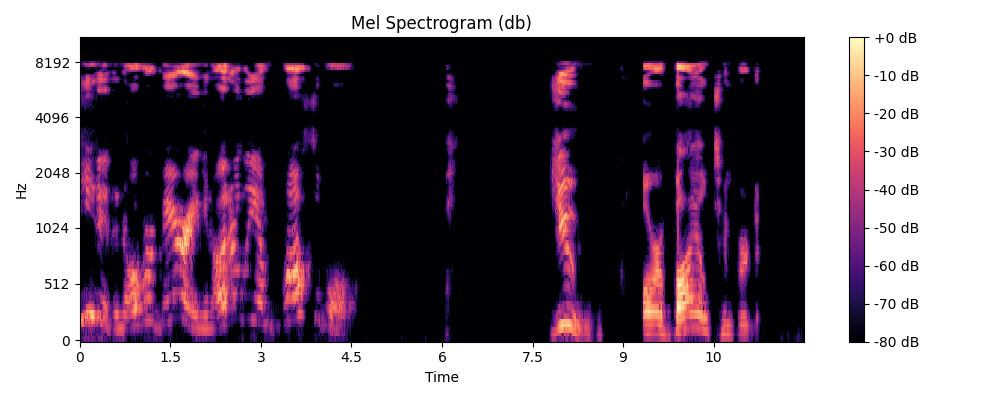 Mel Spectrogram (db)
8192
4096
2048
1024
512
0
Hz
0 1.5 3 4.5 6 7.5 9 10
Time
+0 dB
-10 dB
-20 dB
-30 dB
-40 dB
-50 dB
-60 dB
-70 dB
-80 dB